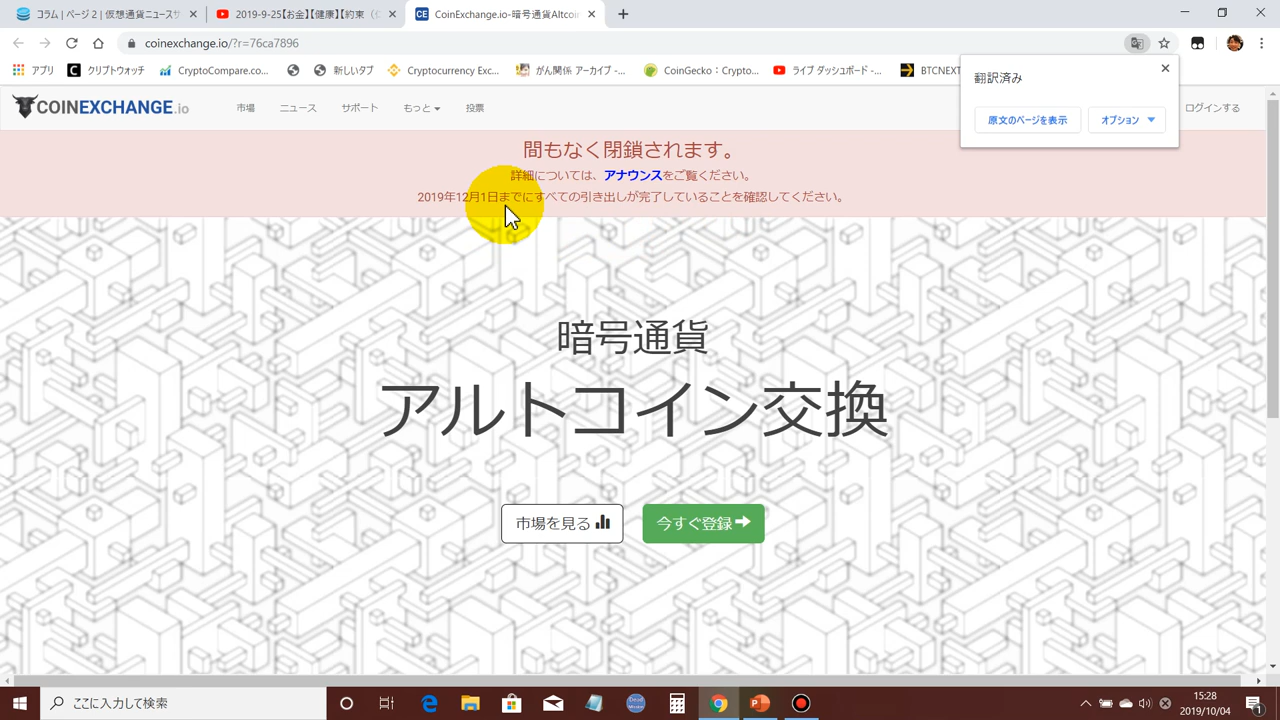 コラム | ページ 2 | 仮想通貨ニュースサ
2019-9-25【お金】【健康】【約束
CoinExchange.io-暗号通貨Altcoin
coinexchange.io/?r=76ca7896
アプリ
クリプトウォッチ
CryptoCompare.co...
新しいタブ
Cryptocurrency Exc...
がん関係 アーカイブ -...
CoinGecko : Cryptoc...
ライブ ダッシュボード -...
BTCNEXT
翻訳済み
原文のページを表示
オプション
COINEXCHANGE.io
市場
ニュース
サポート
もっと
投票
ログインする
間もなく閉鎖されます。
詳細については、アナウンスをご覧ください。
2019年12月1日までにすべての引き出しが完了していることを確認してください。
暗号通貨
アルトコイン交換
市場を見る
今すぐ登録
ここに入力して検索
15:28
2019/10/04